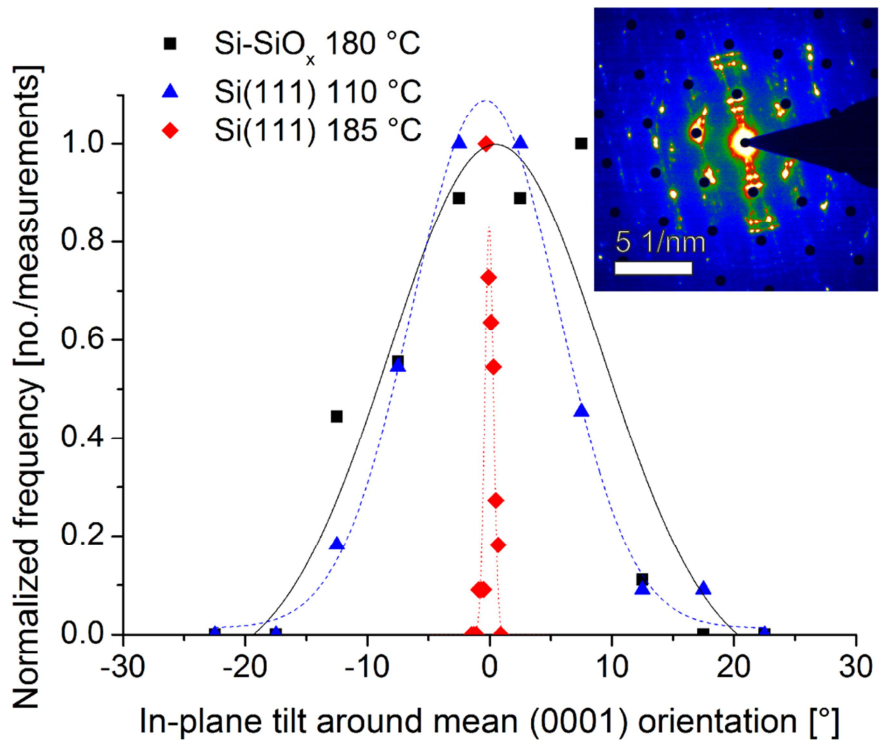 Si-SiOₓ 180 °C
Si(111) 110 °C
Si(111) 185 °C
5 1/nm
Normalized frequency [no./measurements]
1.0
0.8
0.6
0.4
0.2
0.0
-30 -20 -10 0 10 20 30
In-plane tilt around mean (0001) orientation [°]